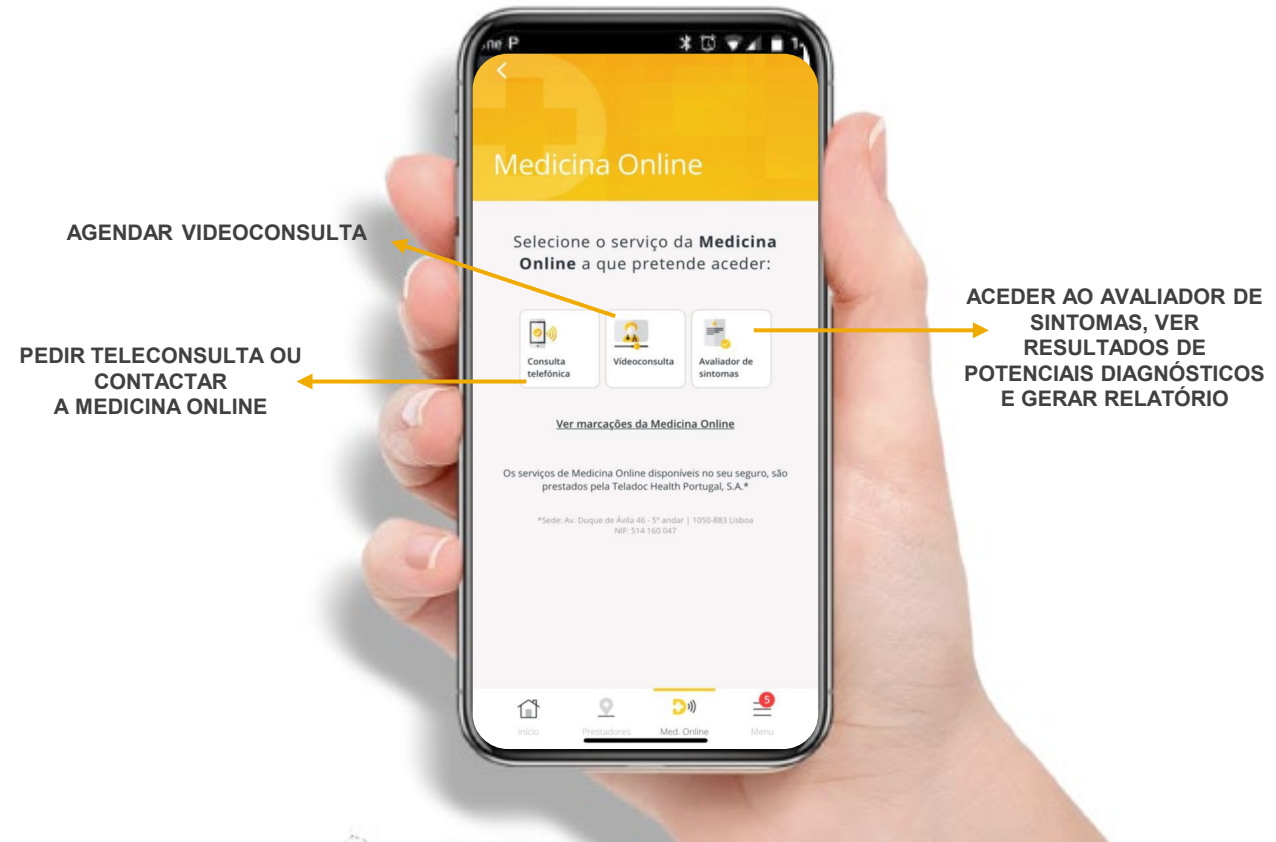 ne P
Medicina Online
Selecione o serviço da Medicina
Online a que pretende aceder:
AGENDAR VIDEOCONSULTA
PEDIR TELECONSULTA OU
CONTACTAR
A MEDICINA ONLINE
Consulta
telefónica
Vídeoconsulta
Avaliador de
sintomas
ACEDER AO AVALIADOR DE
SINTOMAS, VER
RESULTADOS DE
POTENCIAIS DIAGNÓSTICOS
E GERAR RELATÓRIO
Ver marcações da Medicina Online
Os serviços de Medicina Online disponíveis no seu seguro, são
prestados pela Teladoc Health Portugal, S.A.*
*Sede: Av. Duque de Ávila 46 - 5º andar | 1050-883 Lisboa
NIF: 514 160 047
5
Início
Prestadores
Med. Online
Menu